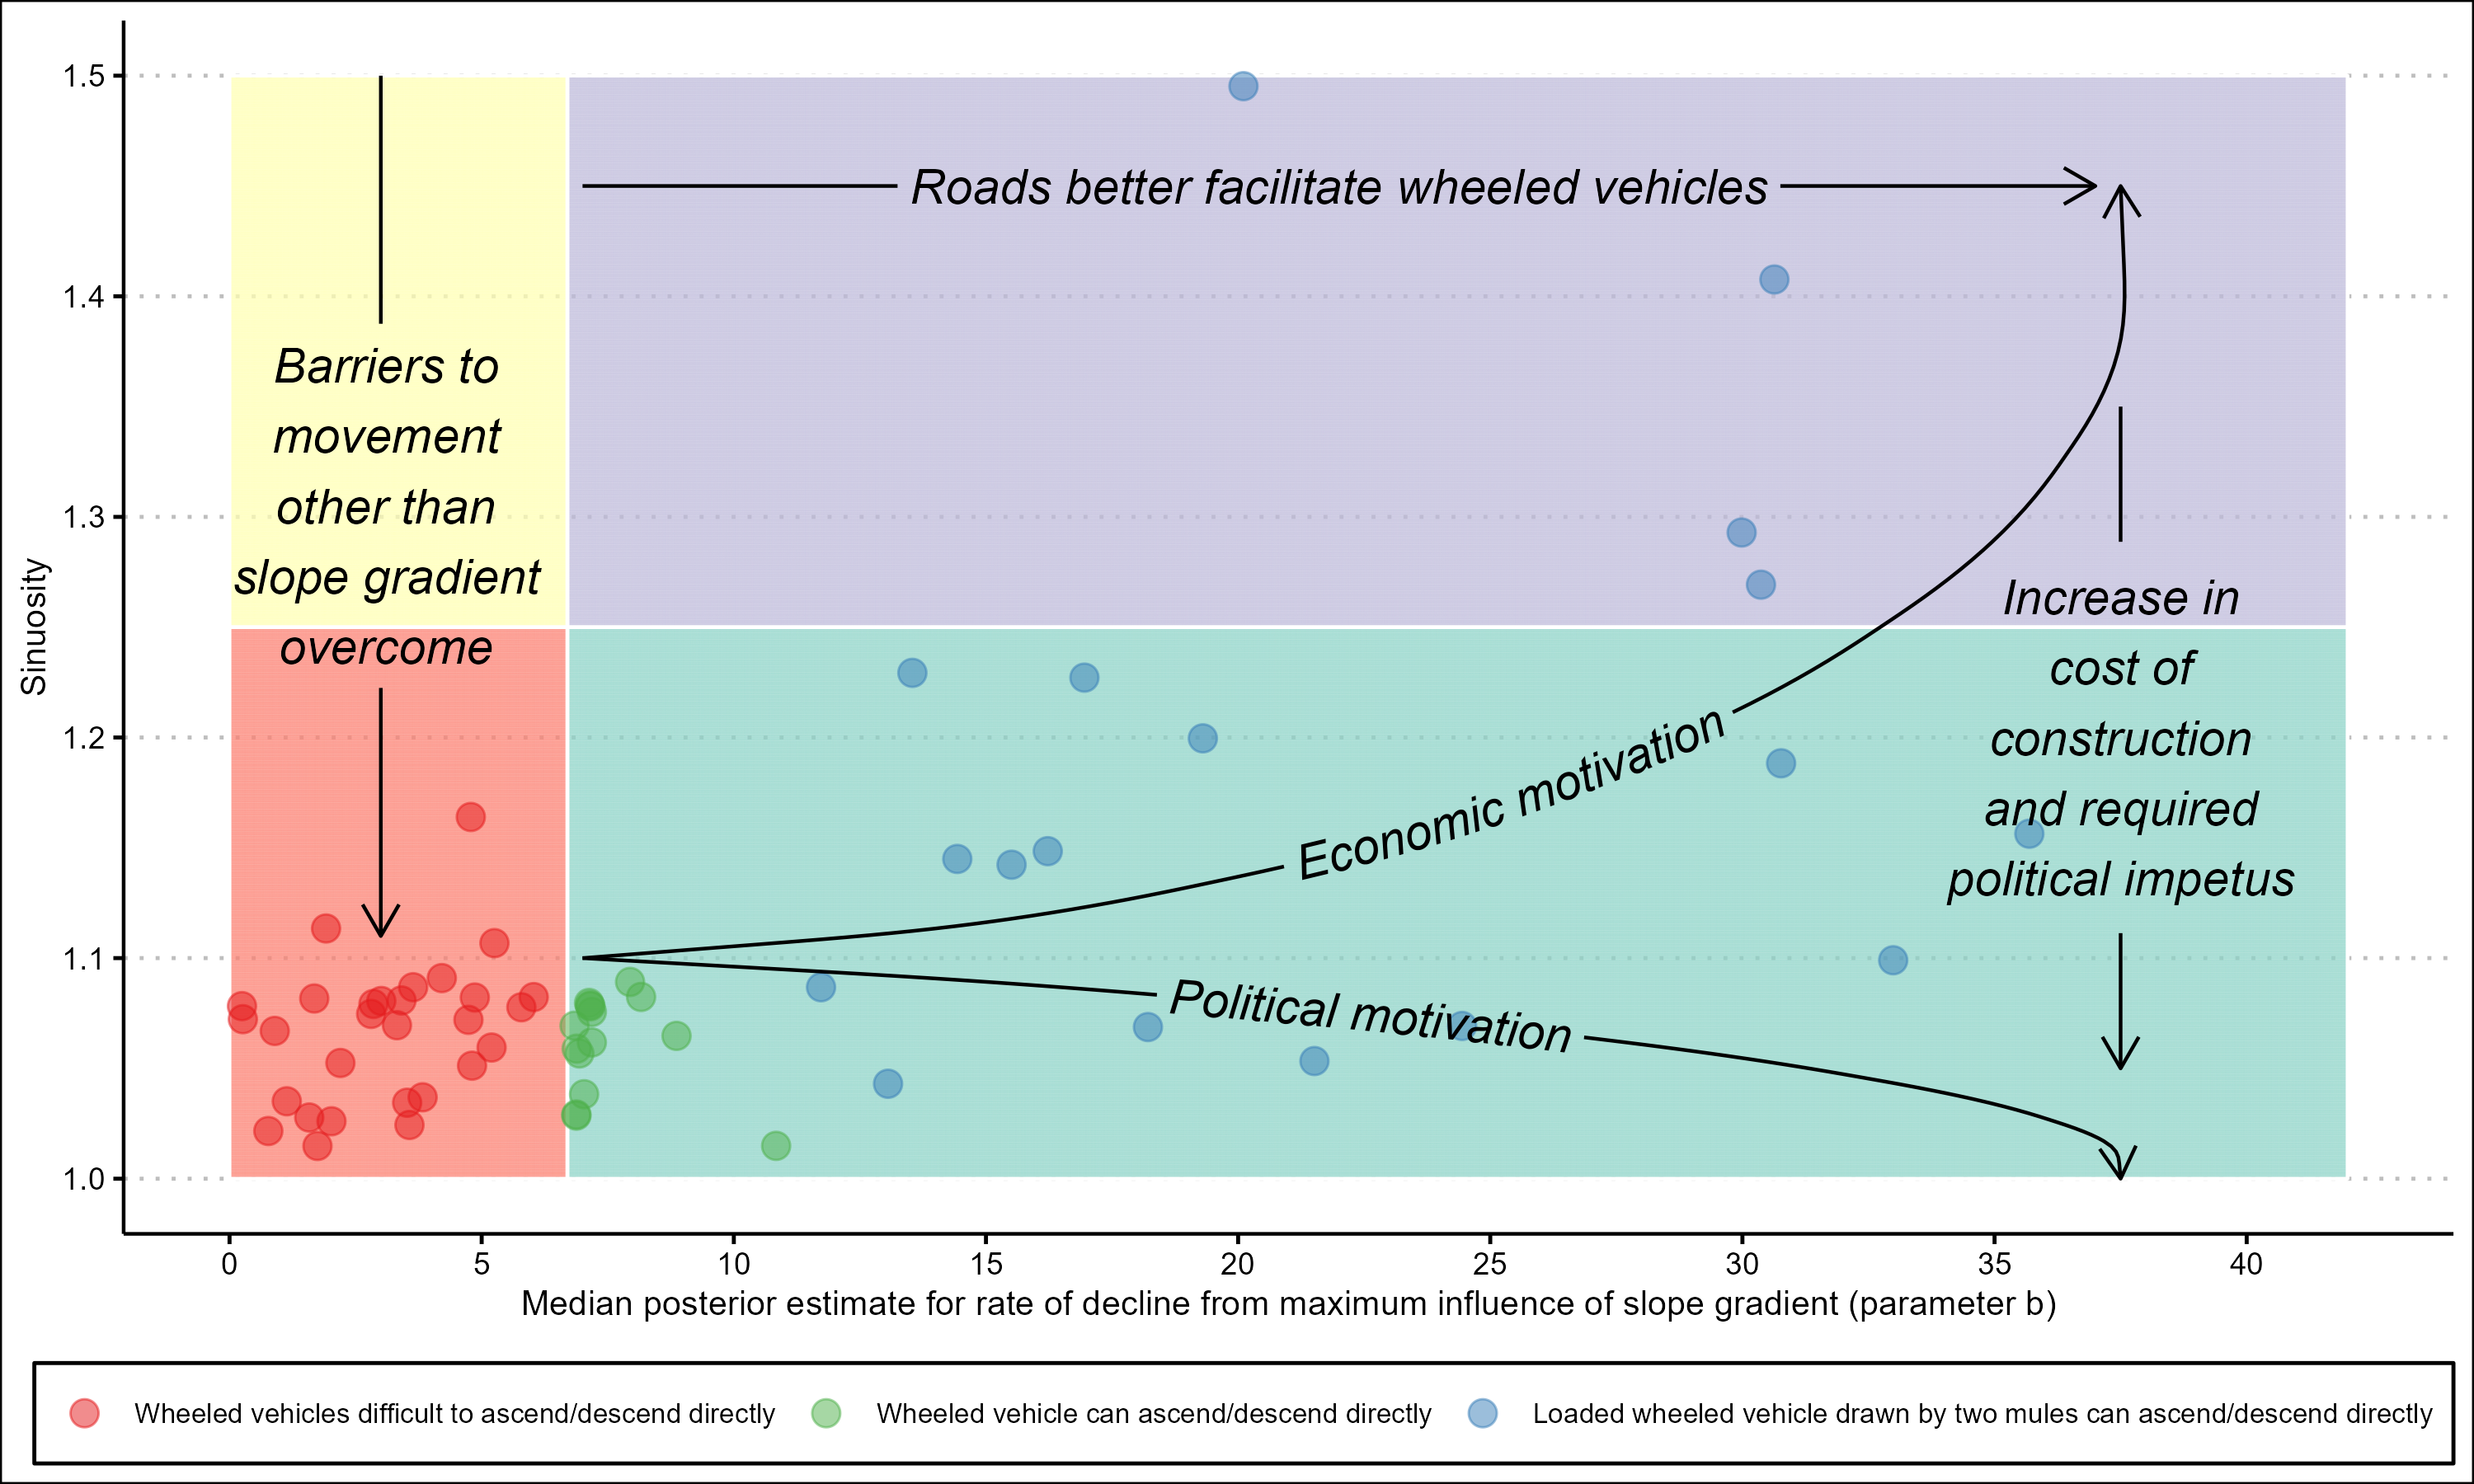 1.5
1.4
1.3
1.2
1.1
1.0
Sinuosity
Roads better facilitate wheeled vehicles
Barriers to
movement
other than
slope gradient
overcome
Increase in
cost of
construction
and required
political impetus
Economic motivation
Political motivation
0 5 10 15 20 25 30 35 40
Median posterior estimate for rate of decline from maximum influence of slope gradient (parameter b)
Wheeled vehicles difficult to ascend/descend directly Wheeled vehicle can ascend/descend directly Loaded wheeled vehicle drawn by two mules can ascend/descend directly